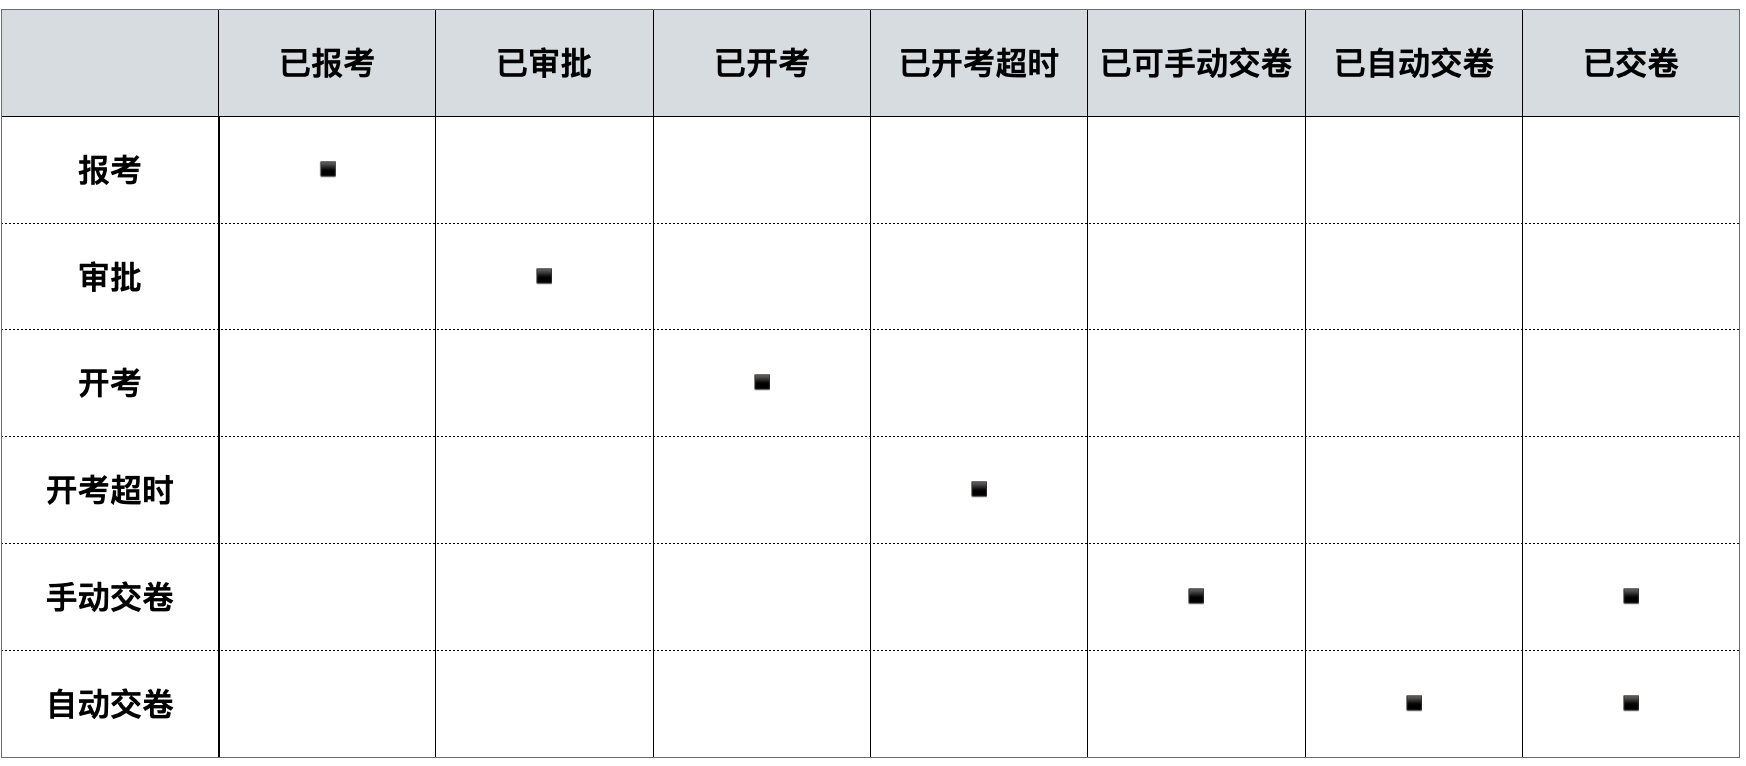 已报考 已审批 已开考 已开考超时 已可手动交卷 已自动交卷 已交卷
报考 ▪
审批 ▪
开考 ▪
开考超时 ▪
手动交卷 ▪ ▪
自动交卷 ▪ ▪